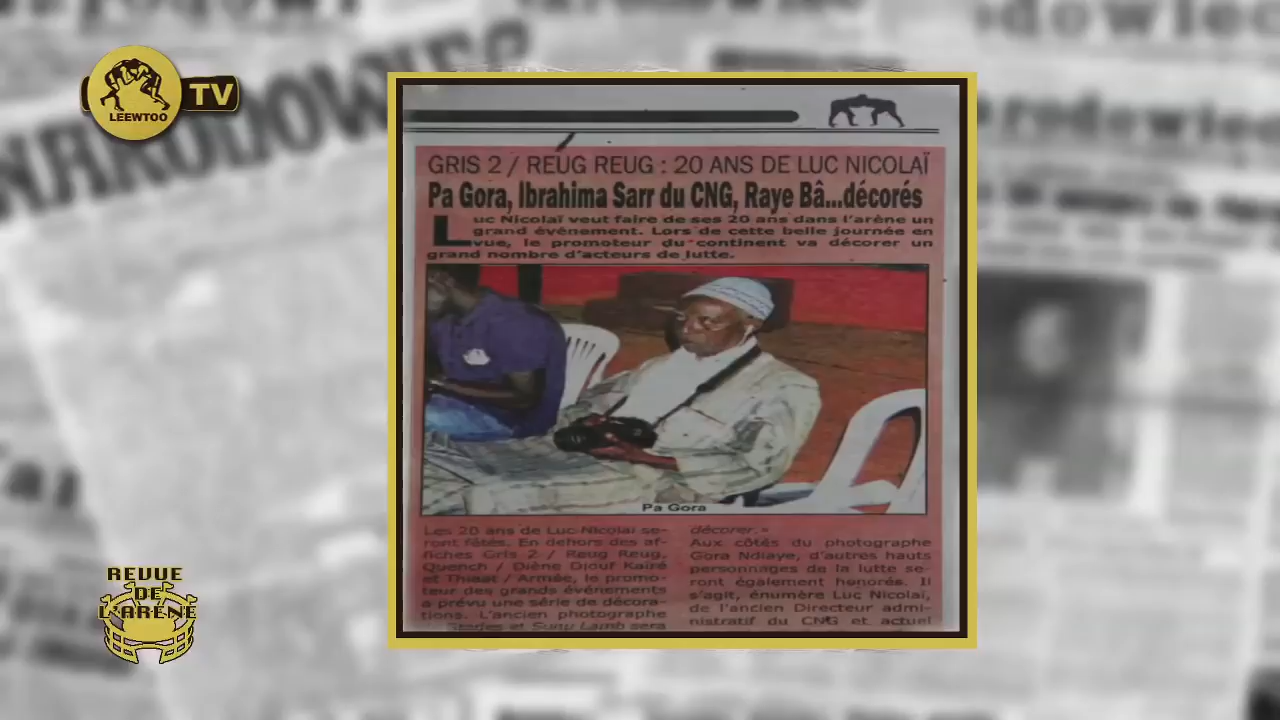 LEEWTOO
TV
NARODOWIEC
GRIS 2 / REUG REUG : 20 ANS DE LUC NICOLAÏ
Pa Gora, Ibrahima Sarr du CNG, Raye Bâ...décorés
Luc Nicolaï veut faire de ses 20 ans dans l'arène un
grand événement. Lors de cette belle journée en
vue, le promoteur du continent va décorer un
grand nombre d'acteurs de lutte.
Pa Gora
Les 20 ans de Luc Nicolaï se-
ront fêtés. En dehors des af-
fiches Gris 2 / Reug Reug,
Quench / Diène Diouf Kaïré
et Thiaat / Armée, le promo-
teur des grands événements
a prévu une série de décora-
tions. L'ancien photographe
Stades et Sunu Lamb sera
décorer.»
Aux côtés du photographe
Gora Ndiaye, d'autres hauts
personnages de la lutte se-
ront également honorés. Il
s'agit, énumère Luc Nicolaï,
de l'ancien Directeur admi-
nistratif du CNG et actuel
REVUE
DE
L'ARÈNE